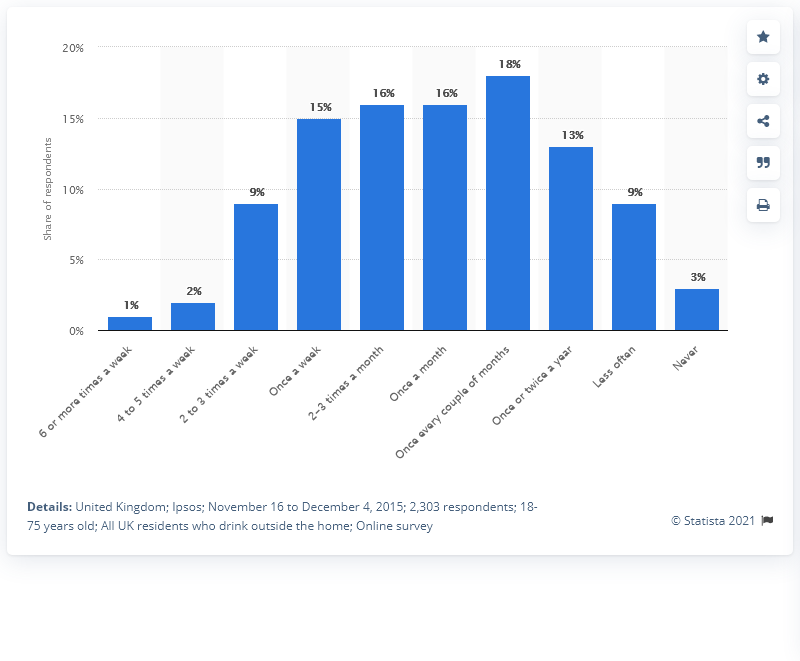 20%
15%
10%
5%
0%
Share of respondents
1%
2%
9%
15%
16%
16%
18%
13%
9%
3%
6 or more times a week
4 to 5 times a week
2 to 3 times a week
Once a week
2–3 times a month
Once a month
Once every couple of months
Once or twice a year
Less often
Never
Details: United Kingdom; Ipsos; November 16 to December 4, 2015; 2,303 respondents; 18-
75 years old; All UK residents who drink outside the home; Online survey
© Statista 2021